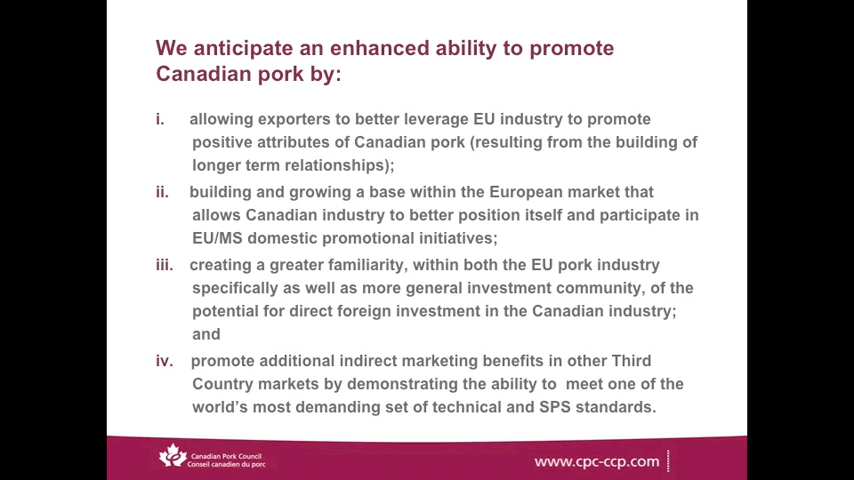 We anticipate an enhanced ability to promote
Canadian pork by:
i. allowing exporters to better leverage EU industry to promote
positive attributes of Canadian pork (resulting from the building of
longer term relationships);
ii. building and growing a base within the European market that
allows Canadian industry to better position itself and participate in
EU/MS domestic promotional initiatives;
iii. creating a greater familiarity, within both the EU pork industry
specifically as well as more general investment community, of the
potential for direct foreign investment in the Canadian industry;
and
iv. promote additional indirect marketing benefits in other Third
Country markets by demonstrating the ability to meet one of the
world's most demanding set of technical and SPS standards.
Canadian Pork Council
Conseil canadien du porc
www.cpc-ccp.com